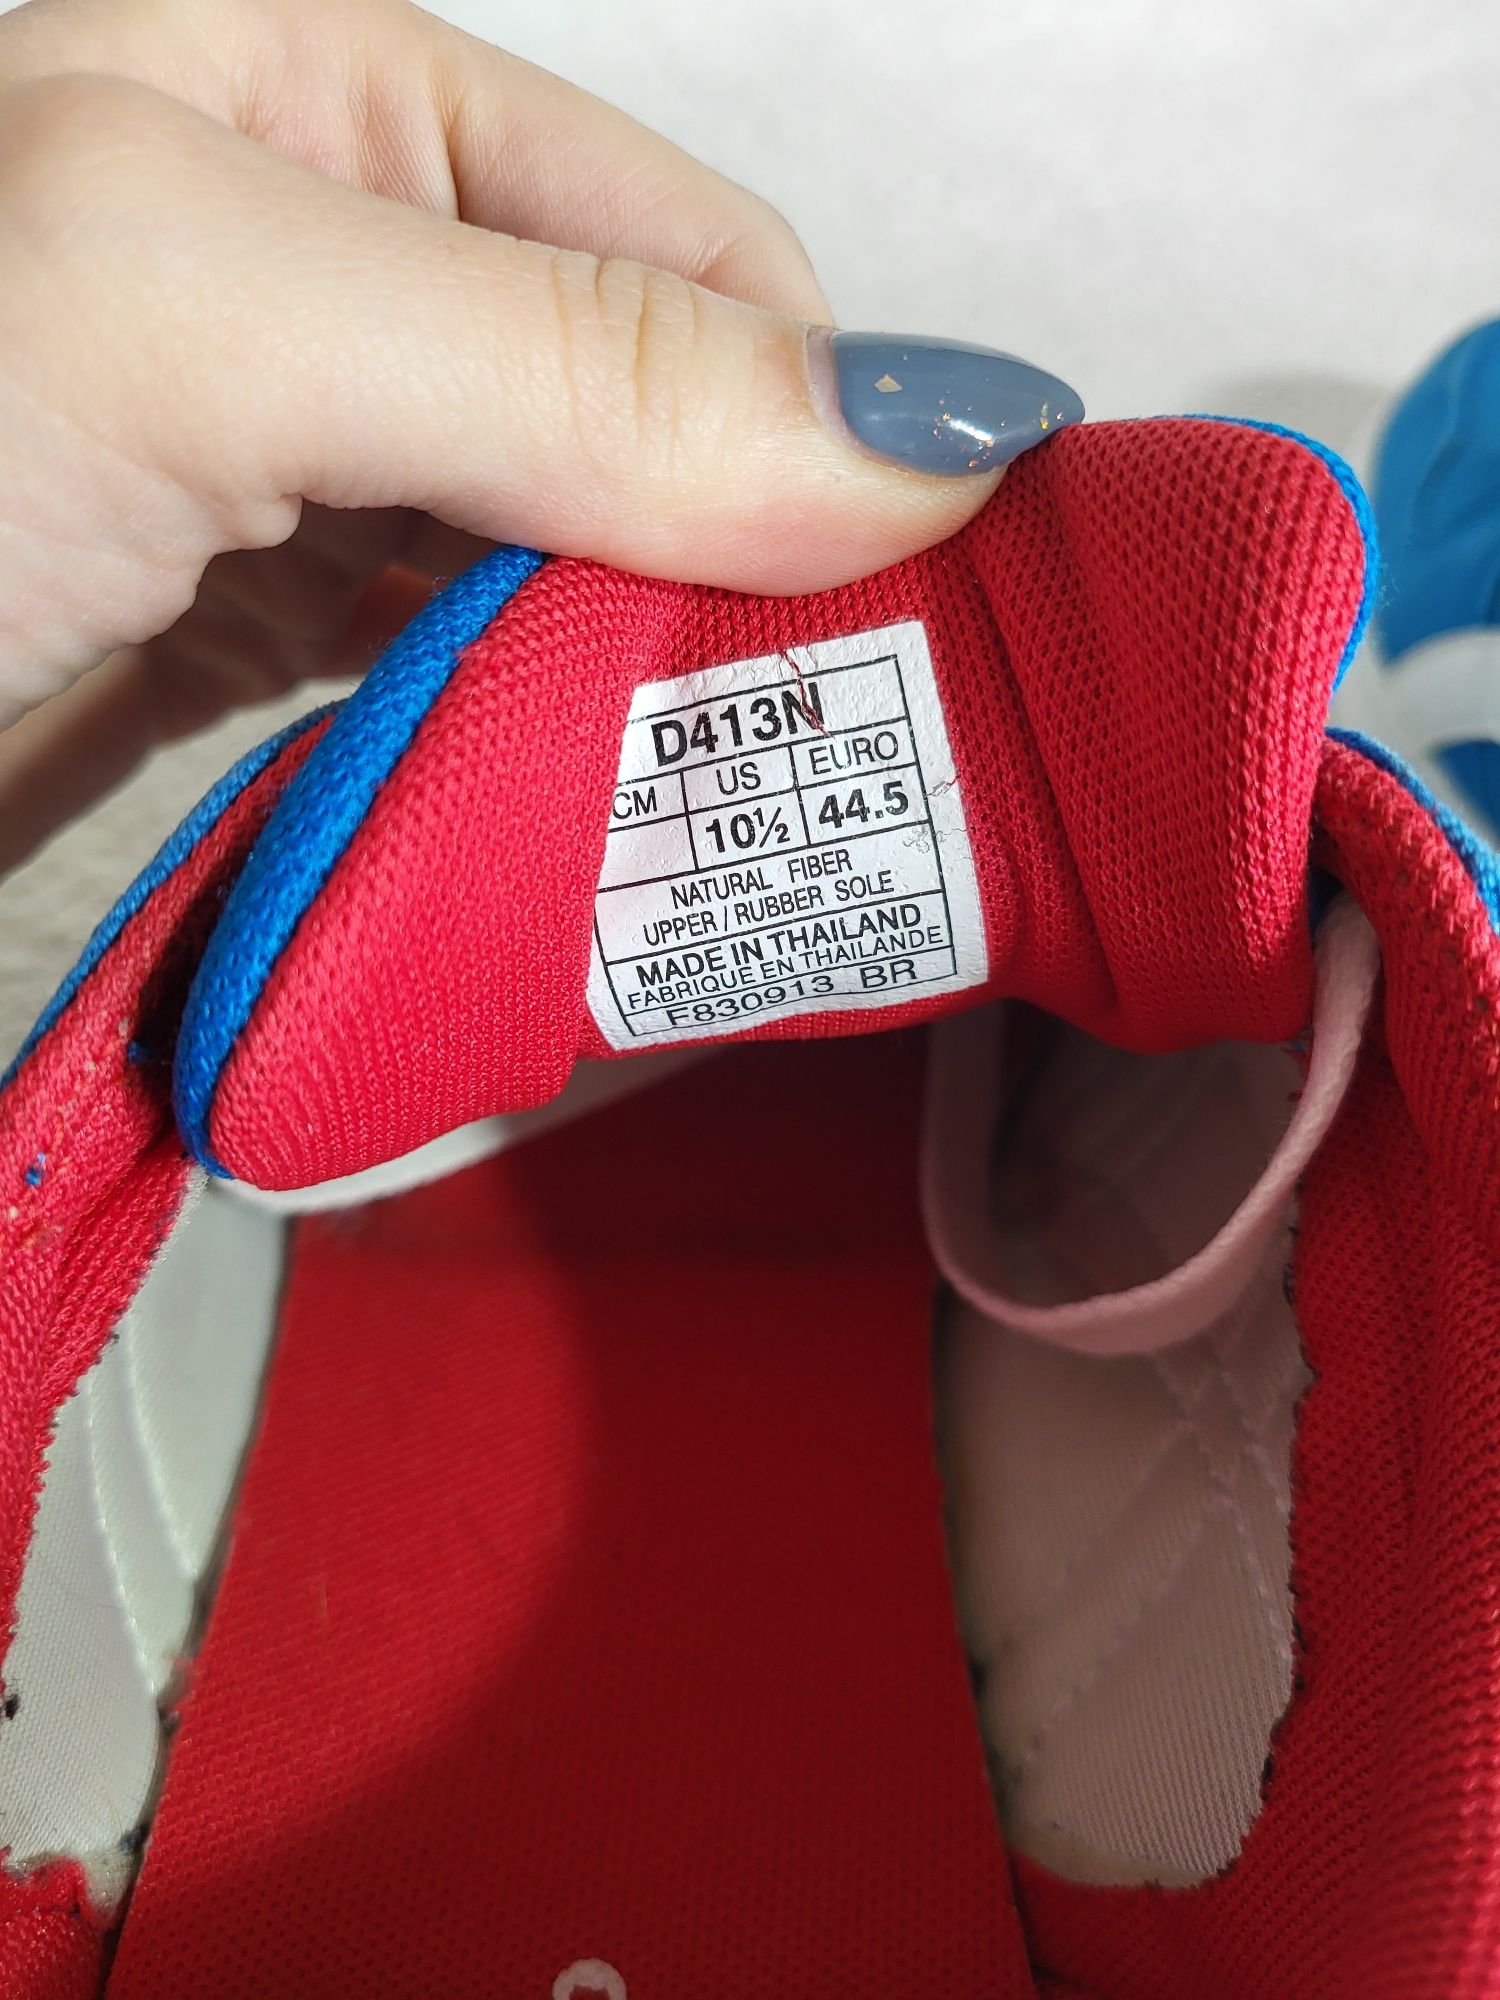 D413N
CM US EURO
10½ 44.5
NATURAL FIBER
UPPER / RUBBER SOLE
MADE IN THAILAND
FABRIQUE EN THAILANDE
F830913 BR